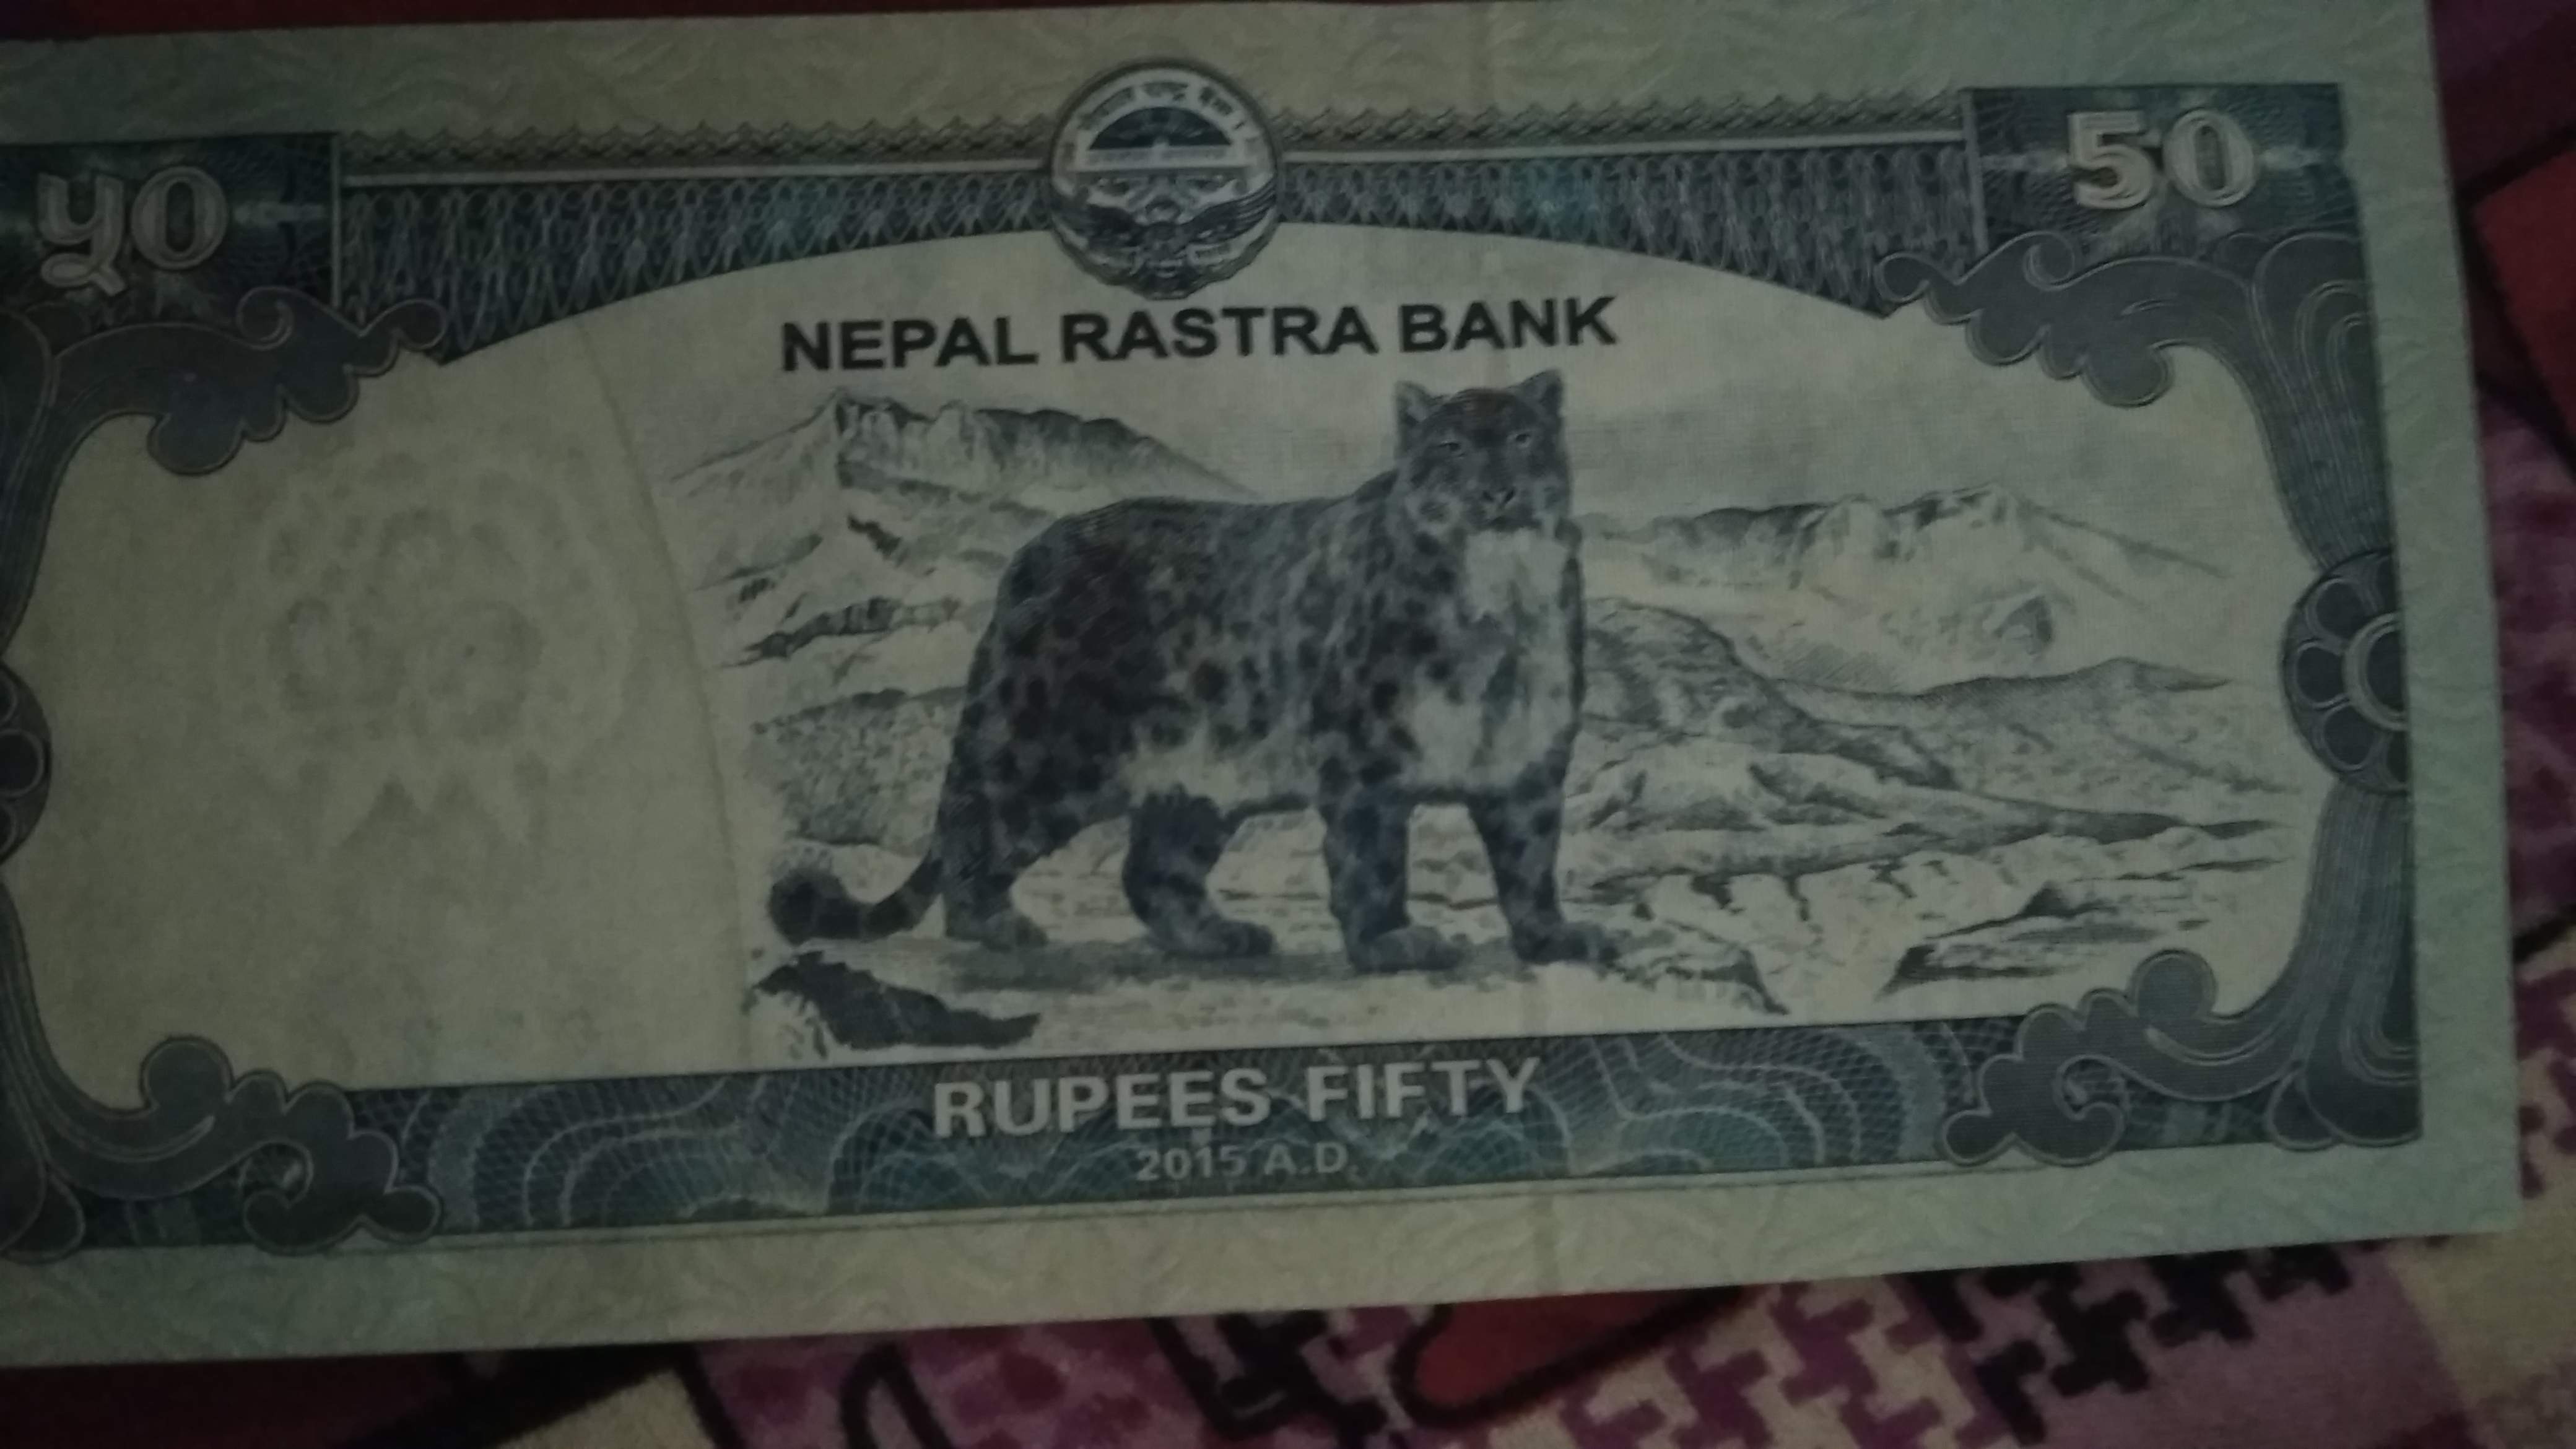 नेपाल राष्ट्र बैंक
५०
50
NEPAL RASTRA BANK
RUPEES FIFTY
2015 A.D.